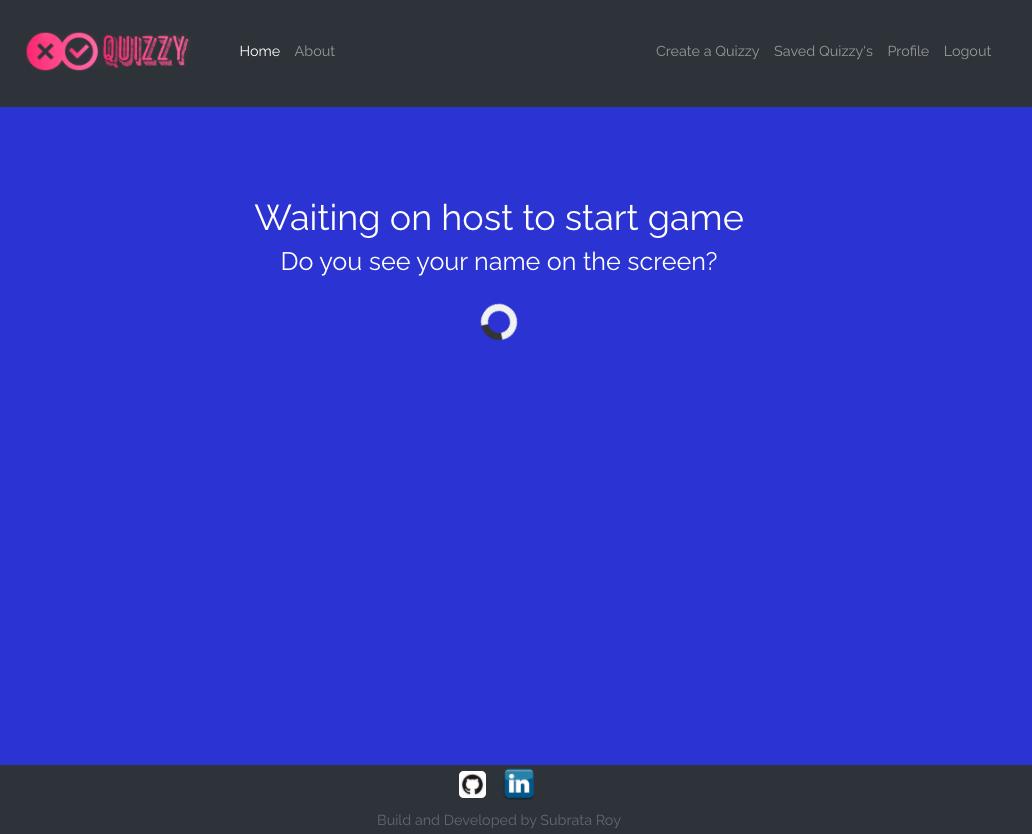 QUIZZY
Home About Create a Quizzy Saved Quizzy's Profile Logout
Waiting on host to start game
Do you see your name on the screen?
in
Build and Developed by Subrata Roy